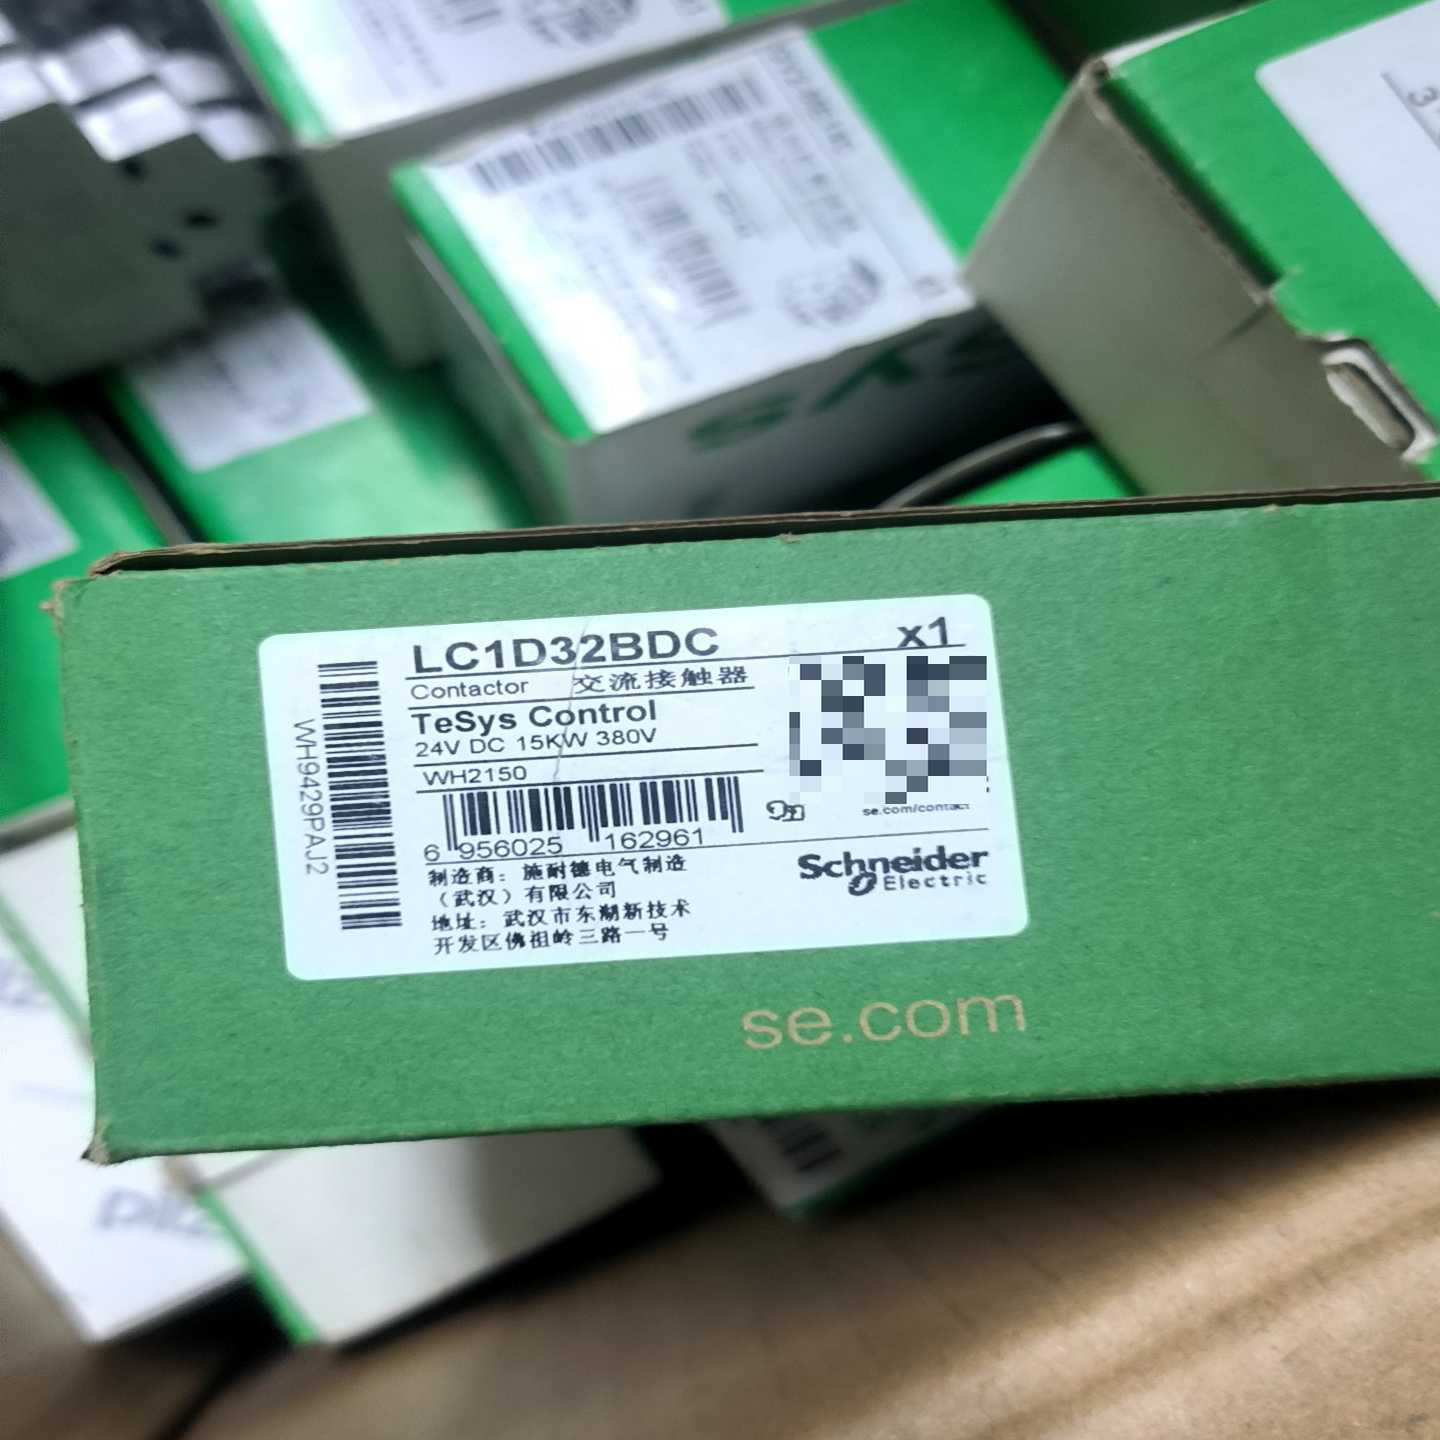 LC1D32BDC x1
Contactor 交流接触器
TeSys Control
24V DC 15KW 380V
WH2150
6 956025 162961
WH9429PAJ2
se.com/contact
Schneider
Electric
制造商：施耐德电气制造
（武汉）有限公司
地址：武汉市东湖新技术
开发区佛祖岭三路一号
se.com